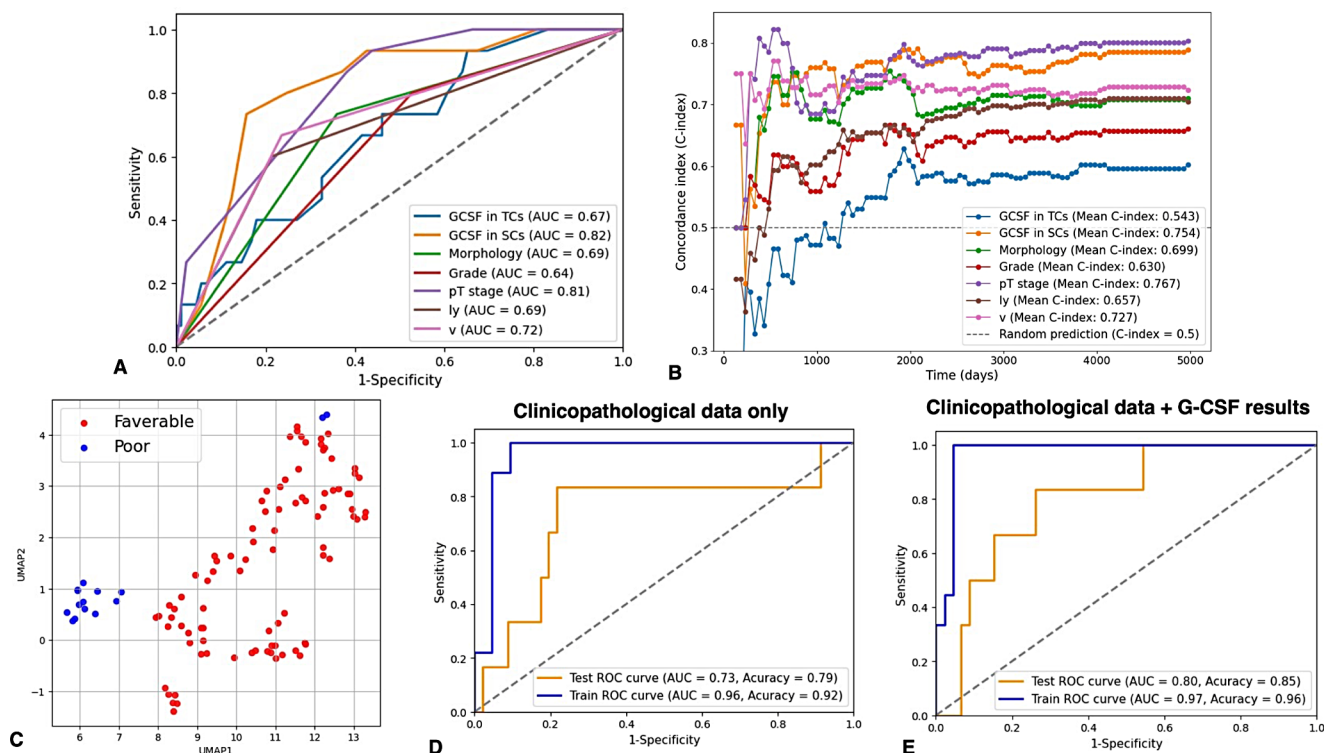 1.0
0.8
0.6
0.4
0.2
0.0
Sensitivity
GCSF in TCs (AUC = 0.67)
GCSF in SCs (AUC = 0.82)
Morphology (AUC = 0.69)
Grade (AUC = 0.64)
pT stage (AUC = 0.81)
ly (AUC = 0.69)
v (AUC = 0.72)
0.0 0.2 0.4 0.6 0.8 1.0
1-Specificity
A
0.8
0.7
0.6
0.5
0.4
0.3
Concordance index (C-index)
GCSF in TCs (Mean C-index: 0.543)
GCSF in SCs (Mean C-index: 0.754)
Morphology (Mean C-index: 0.699)
Grade (Mean C-index: 0.630)
pT stage (Mean C-index: 0.767)
ly (Mean C-index: 0.657)
v (Mean C-index: 0.727)
Random prediction (C-index = 0.5)
0 1000 2000 3000 4000 5000
Time (days)
B
Faverable
Poor
4
3
2
1
0
−1
UMAP2
6 7 8 9 10 11 12 13
UMAP1
C
Clinicopathological data only
1.0
0.8
0.6
0.4
0.2
0.0
Sensitivity
Test ROC curve (AUC = 0.73, Acuracy = 0.79)
Train ROC curve (AUC = 0.96, Acuracy = 0.92)
0.0 0.2 0.4 0.6 0.8 1.0
1-Specificity
D
Clinicopathological data + G-CSF results
1.0
0.8
0.6
0.4
0.2
0.0
Sensitivity
Test ROC curve (AUC = 0.80, Acuracy = 0.85)
Train ROC curve (AUC = 0.97, Acuracy = 0.96)
0.0 0.2 0.4 0.6 0.8 1.0
1-Specificity
E